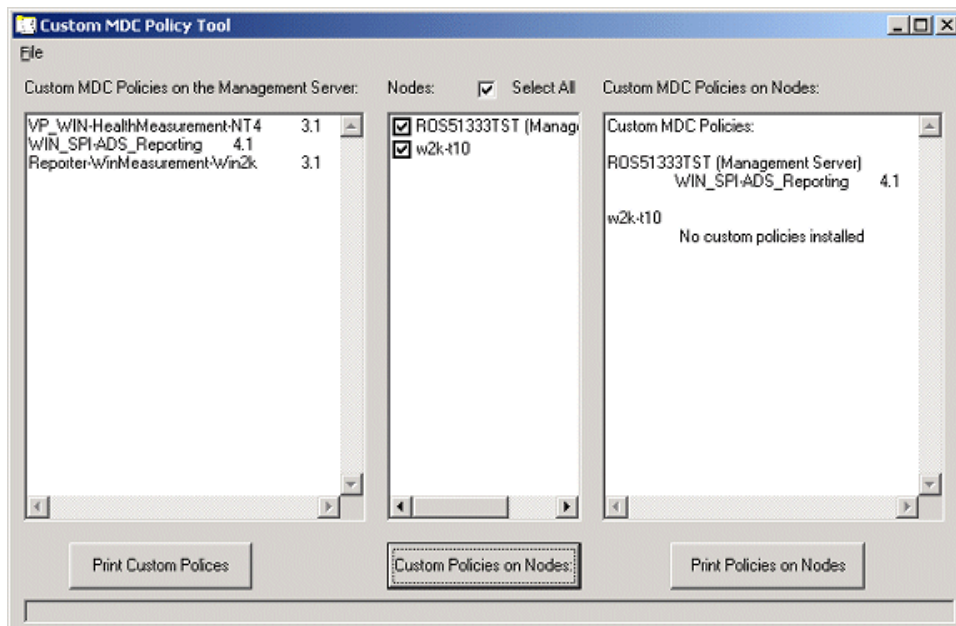 Custom MDC Policy Tool
File
Custom MDC Policies on the Management Server:
Nodes:
Select All
Custom MDC Policies on Nodes:
VP_WIN-HealthMeasurement-NT4 3.1
WIN_SPI-ADS_Reporting 4.1
Reporter-WinMeasurement-Win2k 3.1
ROS51333TST (Manag
w2k-t10
Custom MDC Policies:
ROS51333TST (Management Server)
WIN_SPI-ADS_Reporting 4.1
w2k-t10
No custom policies installed
Print Custom Polices
Custom Policies on Nodes:
Print Policies on Nodes